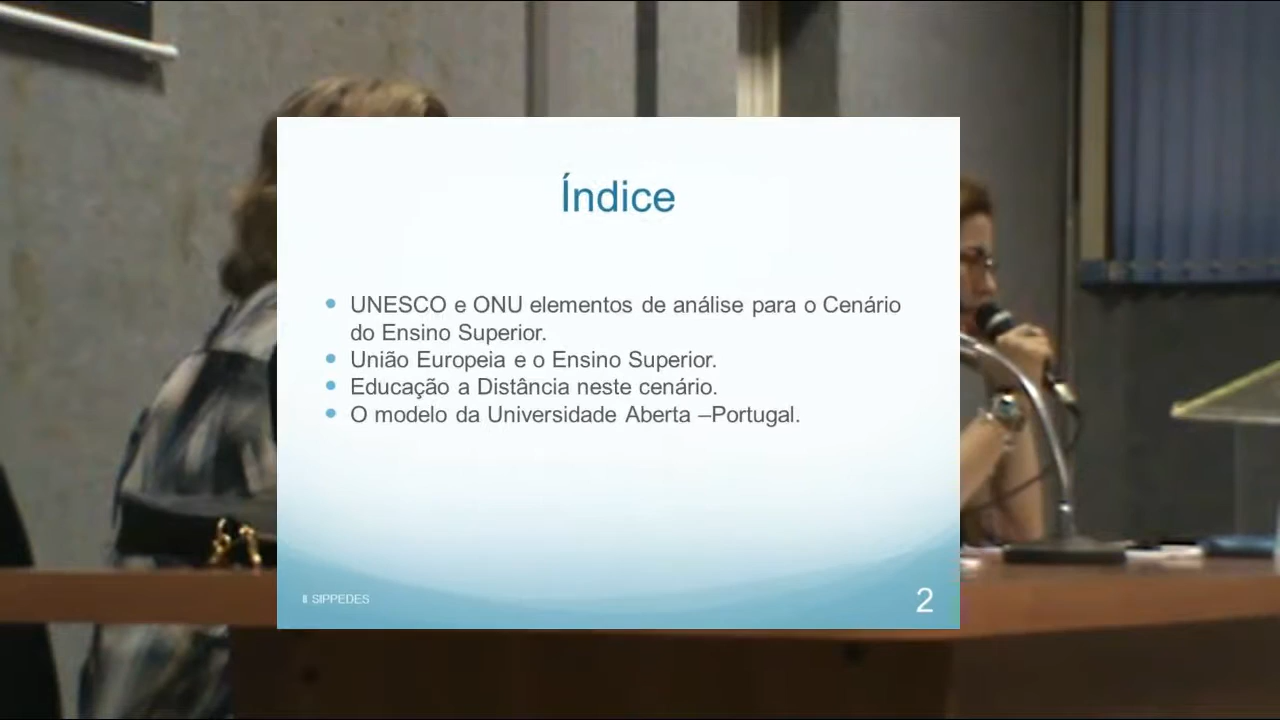 Índice
UNESCO e ONU elementos de análise para o Cenário
do Ensino Superior.
União Europeia e o Ensino Superior.
Educação a Distância neste cenário.
O modelo da Universidade Aberta –Portugal.
II SIPPEDES
2